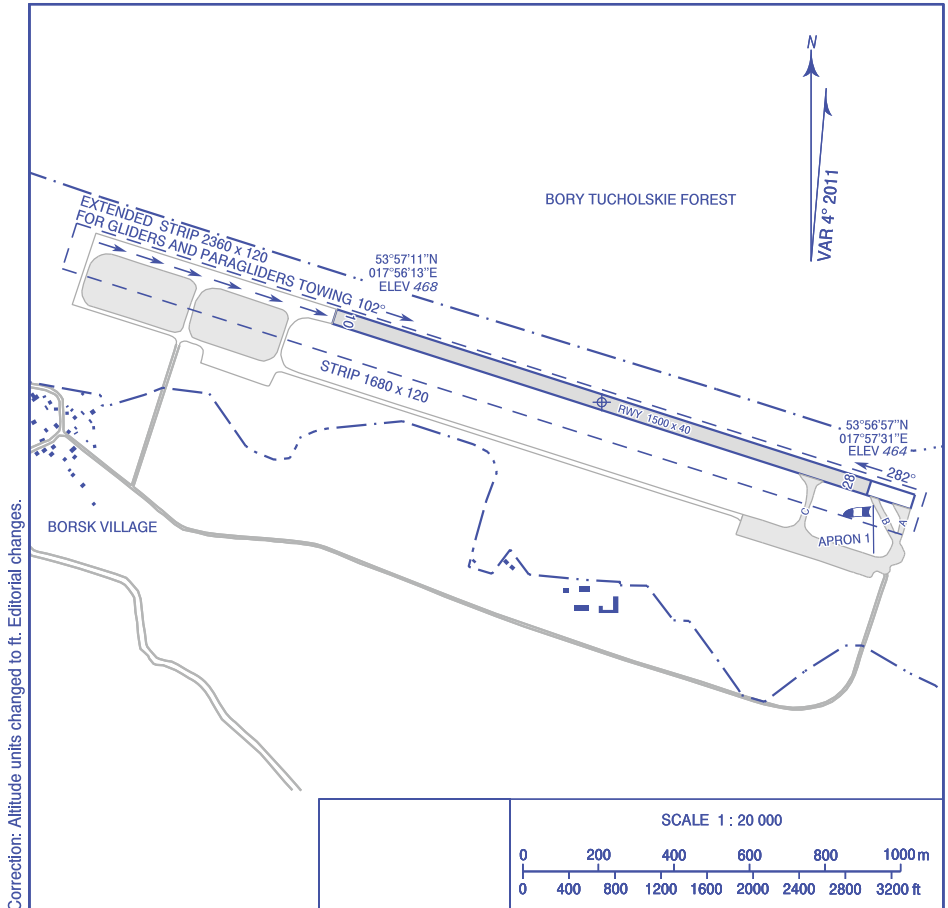 N
VAR 4° 2011
BORY TUCHOLSKIE FOREST
EXTENDED STRIP 2360 x 120
FOR GLIDERS AND PARAGLIDERS TOWING 102°
53°57'11"N
017°56'13"E
ELEV 468
10
STRIP 1680 x 120
RWY 1500 x 40
53°56'57"N
017°57'31"E
ELEV 464
282°
28
C
B
A
APRON 1
BORSK VILLAGE
Correction: Altitude units changed to ft. Editorial changes.
SCALE 1 : 20 000
0 200 400 600 800 1000 m
0 400 800 1200 1600 2000 2400 2800 3200 ft